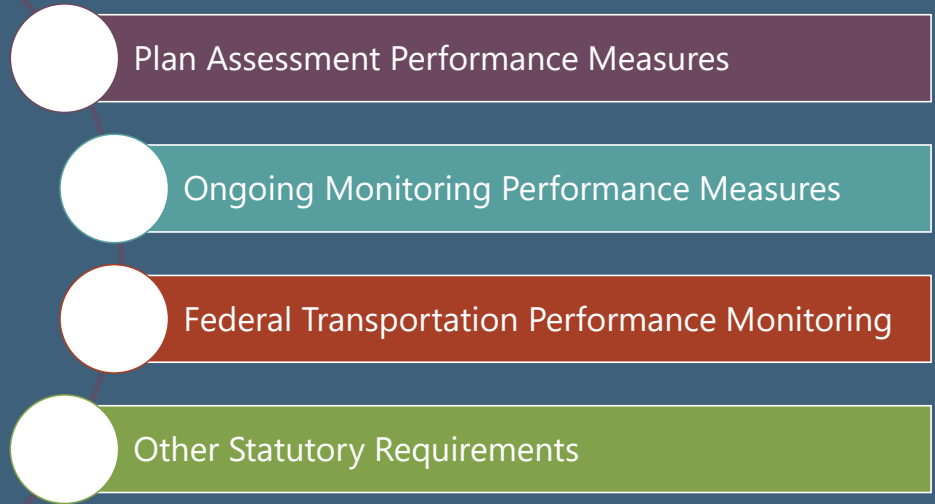 Plan Assessment Performance Measures
Ongoing Monitoring Performance Measures
Federal Transportation Performance Monitoring
Other Statutory Requirements